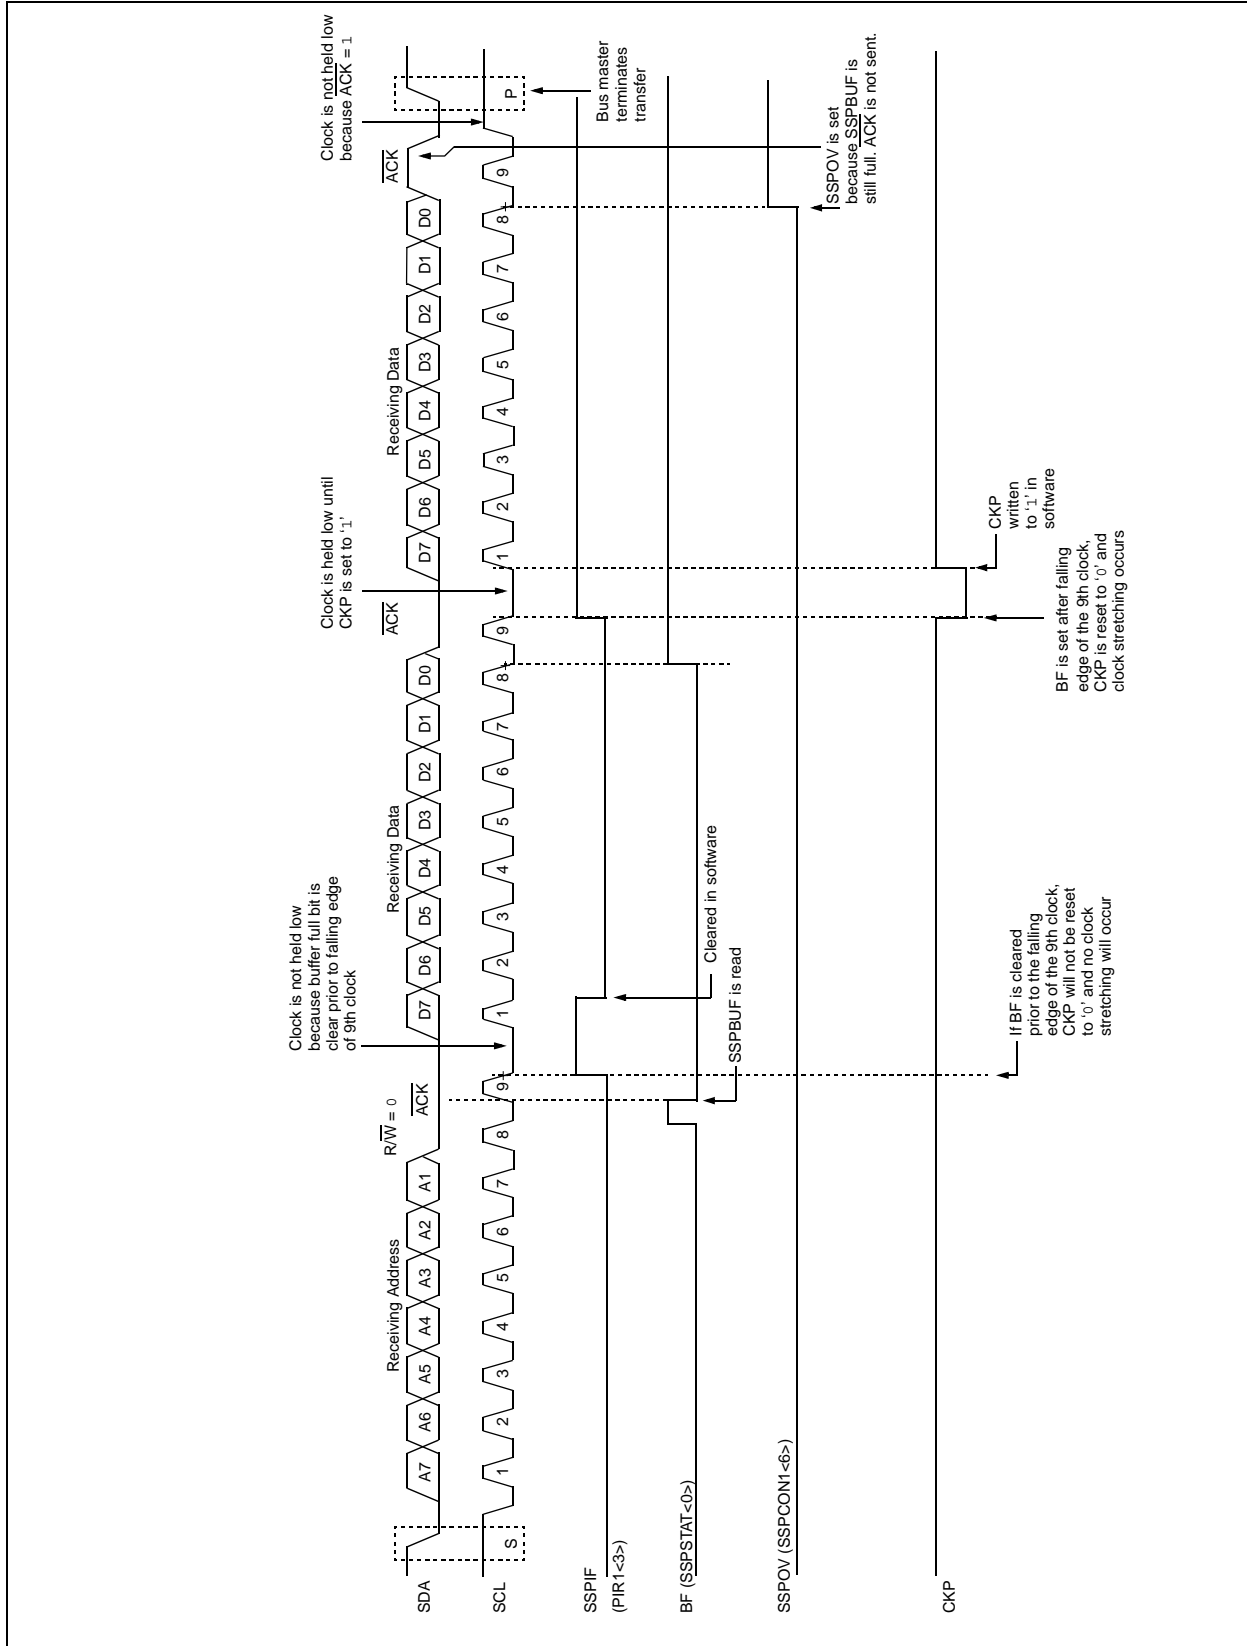 SDA
SCL
SSPIF
(PIR1<3>)
BF (SSPSTAT<0>)
SSPOV (SSPCON1<6>)
CKP
S
Receiving Address
A7
A6
A5
A4
A3
A2
A1
R/W̅ = 0
A̅C̅K̅
1
2
3
4
5
6
7
8
9
Clock is not held low
because buffer full bit is
clear prior to falling edge
of 9th clock
Receiving Data
D7
D6
D5
D4
D3
D2
D1
D0
A̅C̅K̅
1
2
3
4
5
6
7
8
9
Clock is held low until
CKP is set to ‘1’
Receiving Data
D7
D6
D5
D4
D3
D2
D1
D0
A̅C̅K̅
1
2
3
4
5
6
7
8
9
Clock is not held low
because A̅C̅K̅ = 1
P
Bus master
terminates
transfer
SSPBUF is read
Cleared in software
SSPOV is set
because SSPBUF is
still full. A̅C̅K̅ is not sent.
If BF is cleared
prior to the falling
edge of the 9th clock,
CKP will not be reset
to ‘0’ and no clock
stretching will occur
BF is set after falling
edge of the 9th clock,
CKP is reset to ‘0’ and
clock stretching occurs
CKP
written
to ‘1’ in
software